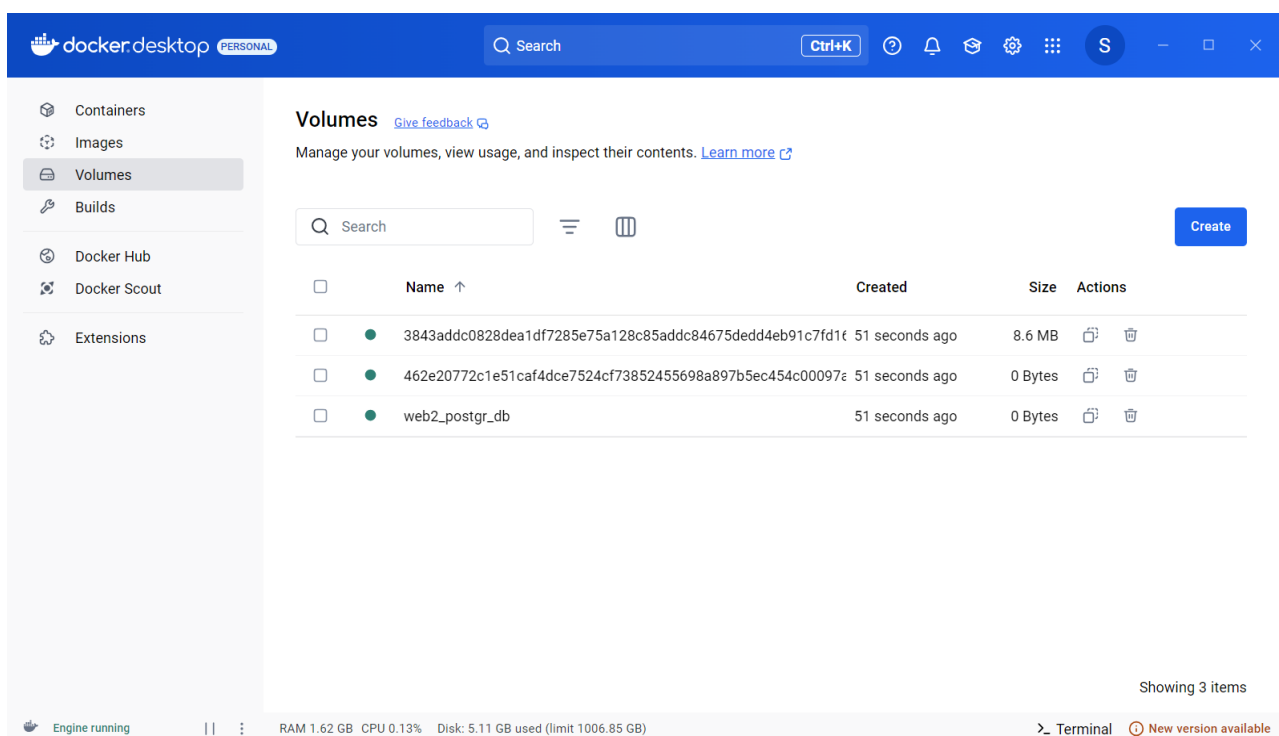 docker.desktop PERSONAL Search Ctrl+K S
Containers
Images
Volumes
Builds
Docker Hub
Docker Scout
Extensions
Volumes Give feedback
Manage your volumes, view usage, and inspect their contents. Learn more
Search
Create
Name Created Size Actions
3843addc0828dea1df7285e75a128c85addc84675dedd4eb91c7fd16 51 seconds ago 8.6 MB
462e20772c1e51caf4dce7524cf73852455698a897b5ec454c00097a 51 seconds ago 0 Bytes
web2_postgr_db 51 seconds ago 0 Bytes
Showing 3 items
Engine running RAM 1.62 GB CPU 0.13% Disk: 5.11 GB used (limit 1006.85 GB) Terminal New version available